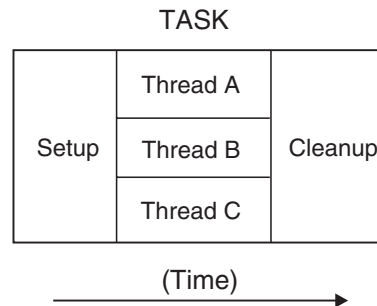 TASK
Setup
Thread A
Thread B
Thread C
Cleanup
(Time)